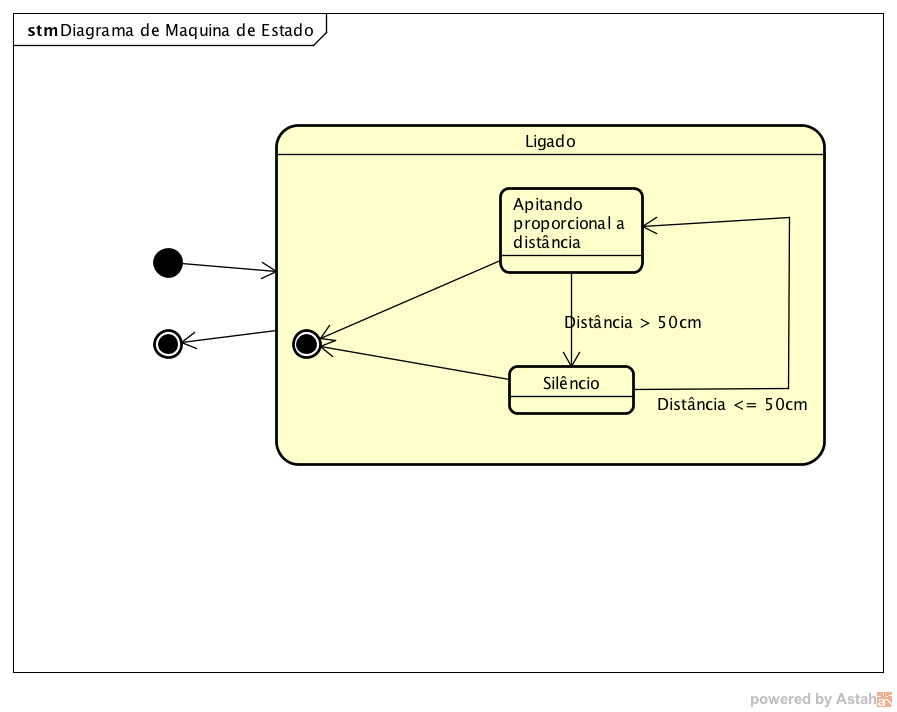 stm Diagrama de Maquina de Estado
Ligado
Apitando
proporcional a
distância
Distância > 50cm
Silêncio
Distância <= 50cm
powered by Astah